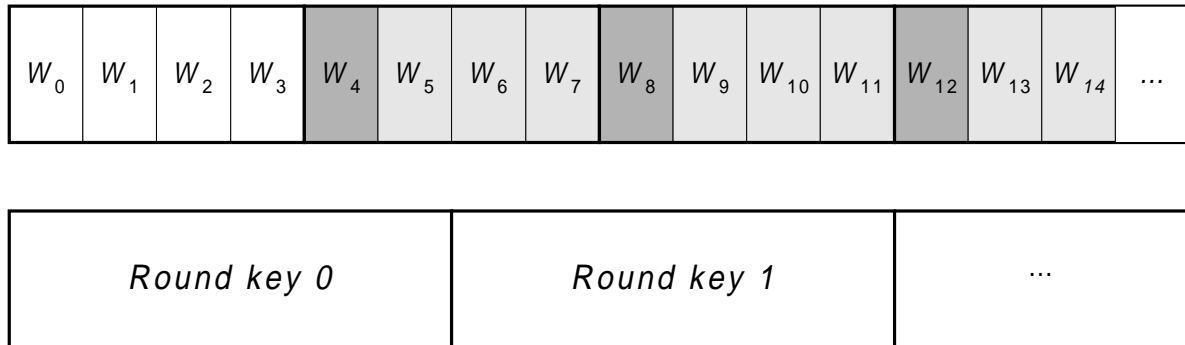 W₀ W₁ W₂ W₃ W₄ W₅ W₆ W₇ W₈ W₉ W₁₀ W₁₁ W₁₂ W₁₃ W₁₄ ...
Round key 0 Round key 1 ...